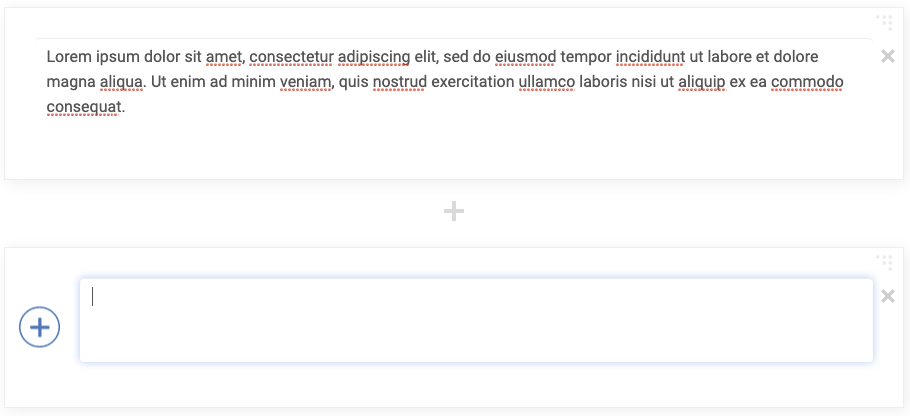 Lorem ipsum dolor sit amet, consectetur adipiscing elit, sed do eiusmod tempor incididunt ut labore et dolore
magna aliqua. Ut enim ad minim veniam, quis nostrud exercitation ullamco laboris nisi ut aliquip ex ea commodo
consequat.